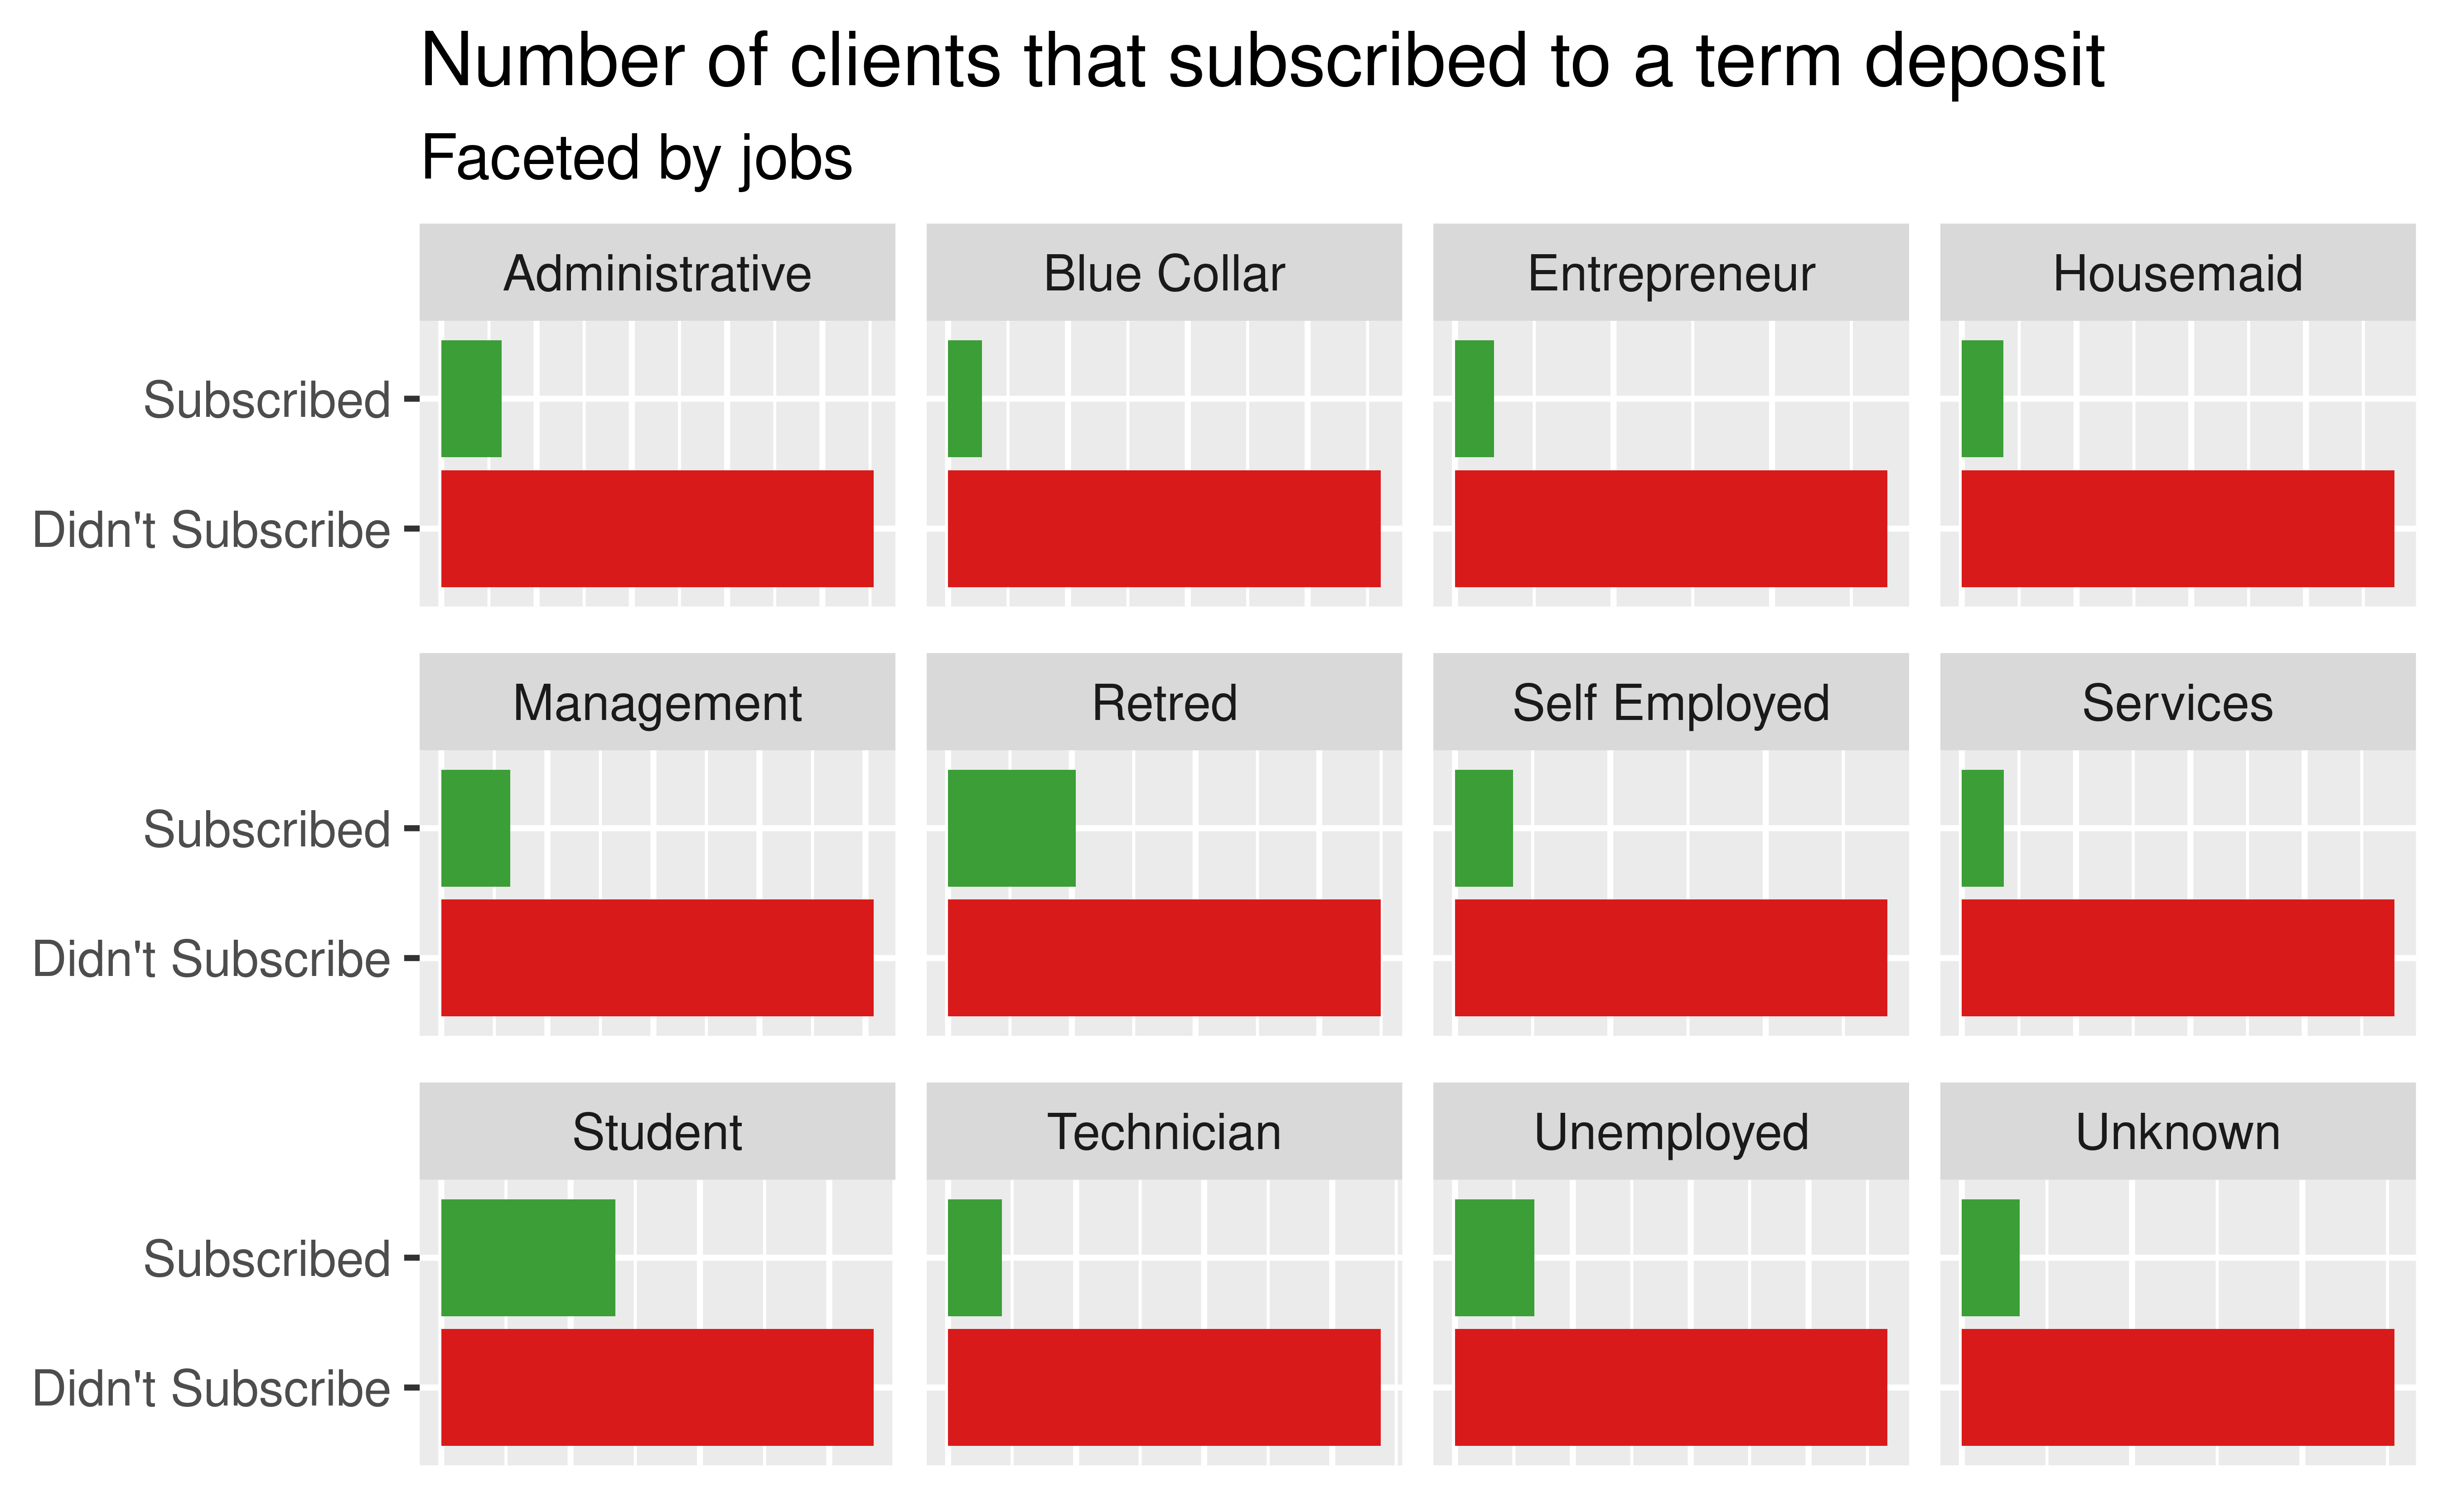 Number of clients that subscribed to a term deposit
Faceted by jobs
Administrative
Blue Collar
Entrepreneur
Housemaid
Subscribed
Didn't Subscribe
Management
Retred
Self Employed
Services
Subscribed
Didn't Subscribe
Student
Technician
Unemployed
Unknown
Subscribed
Didn't Subscribe